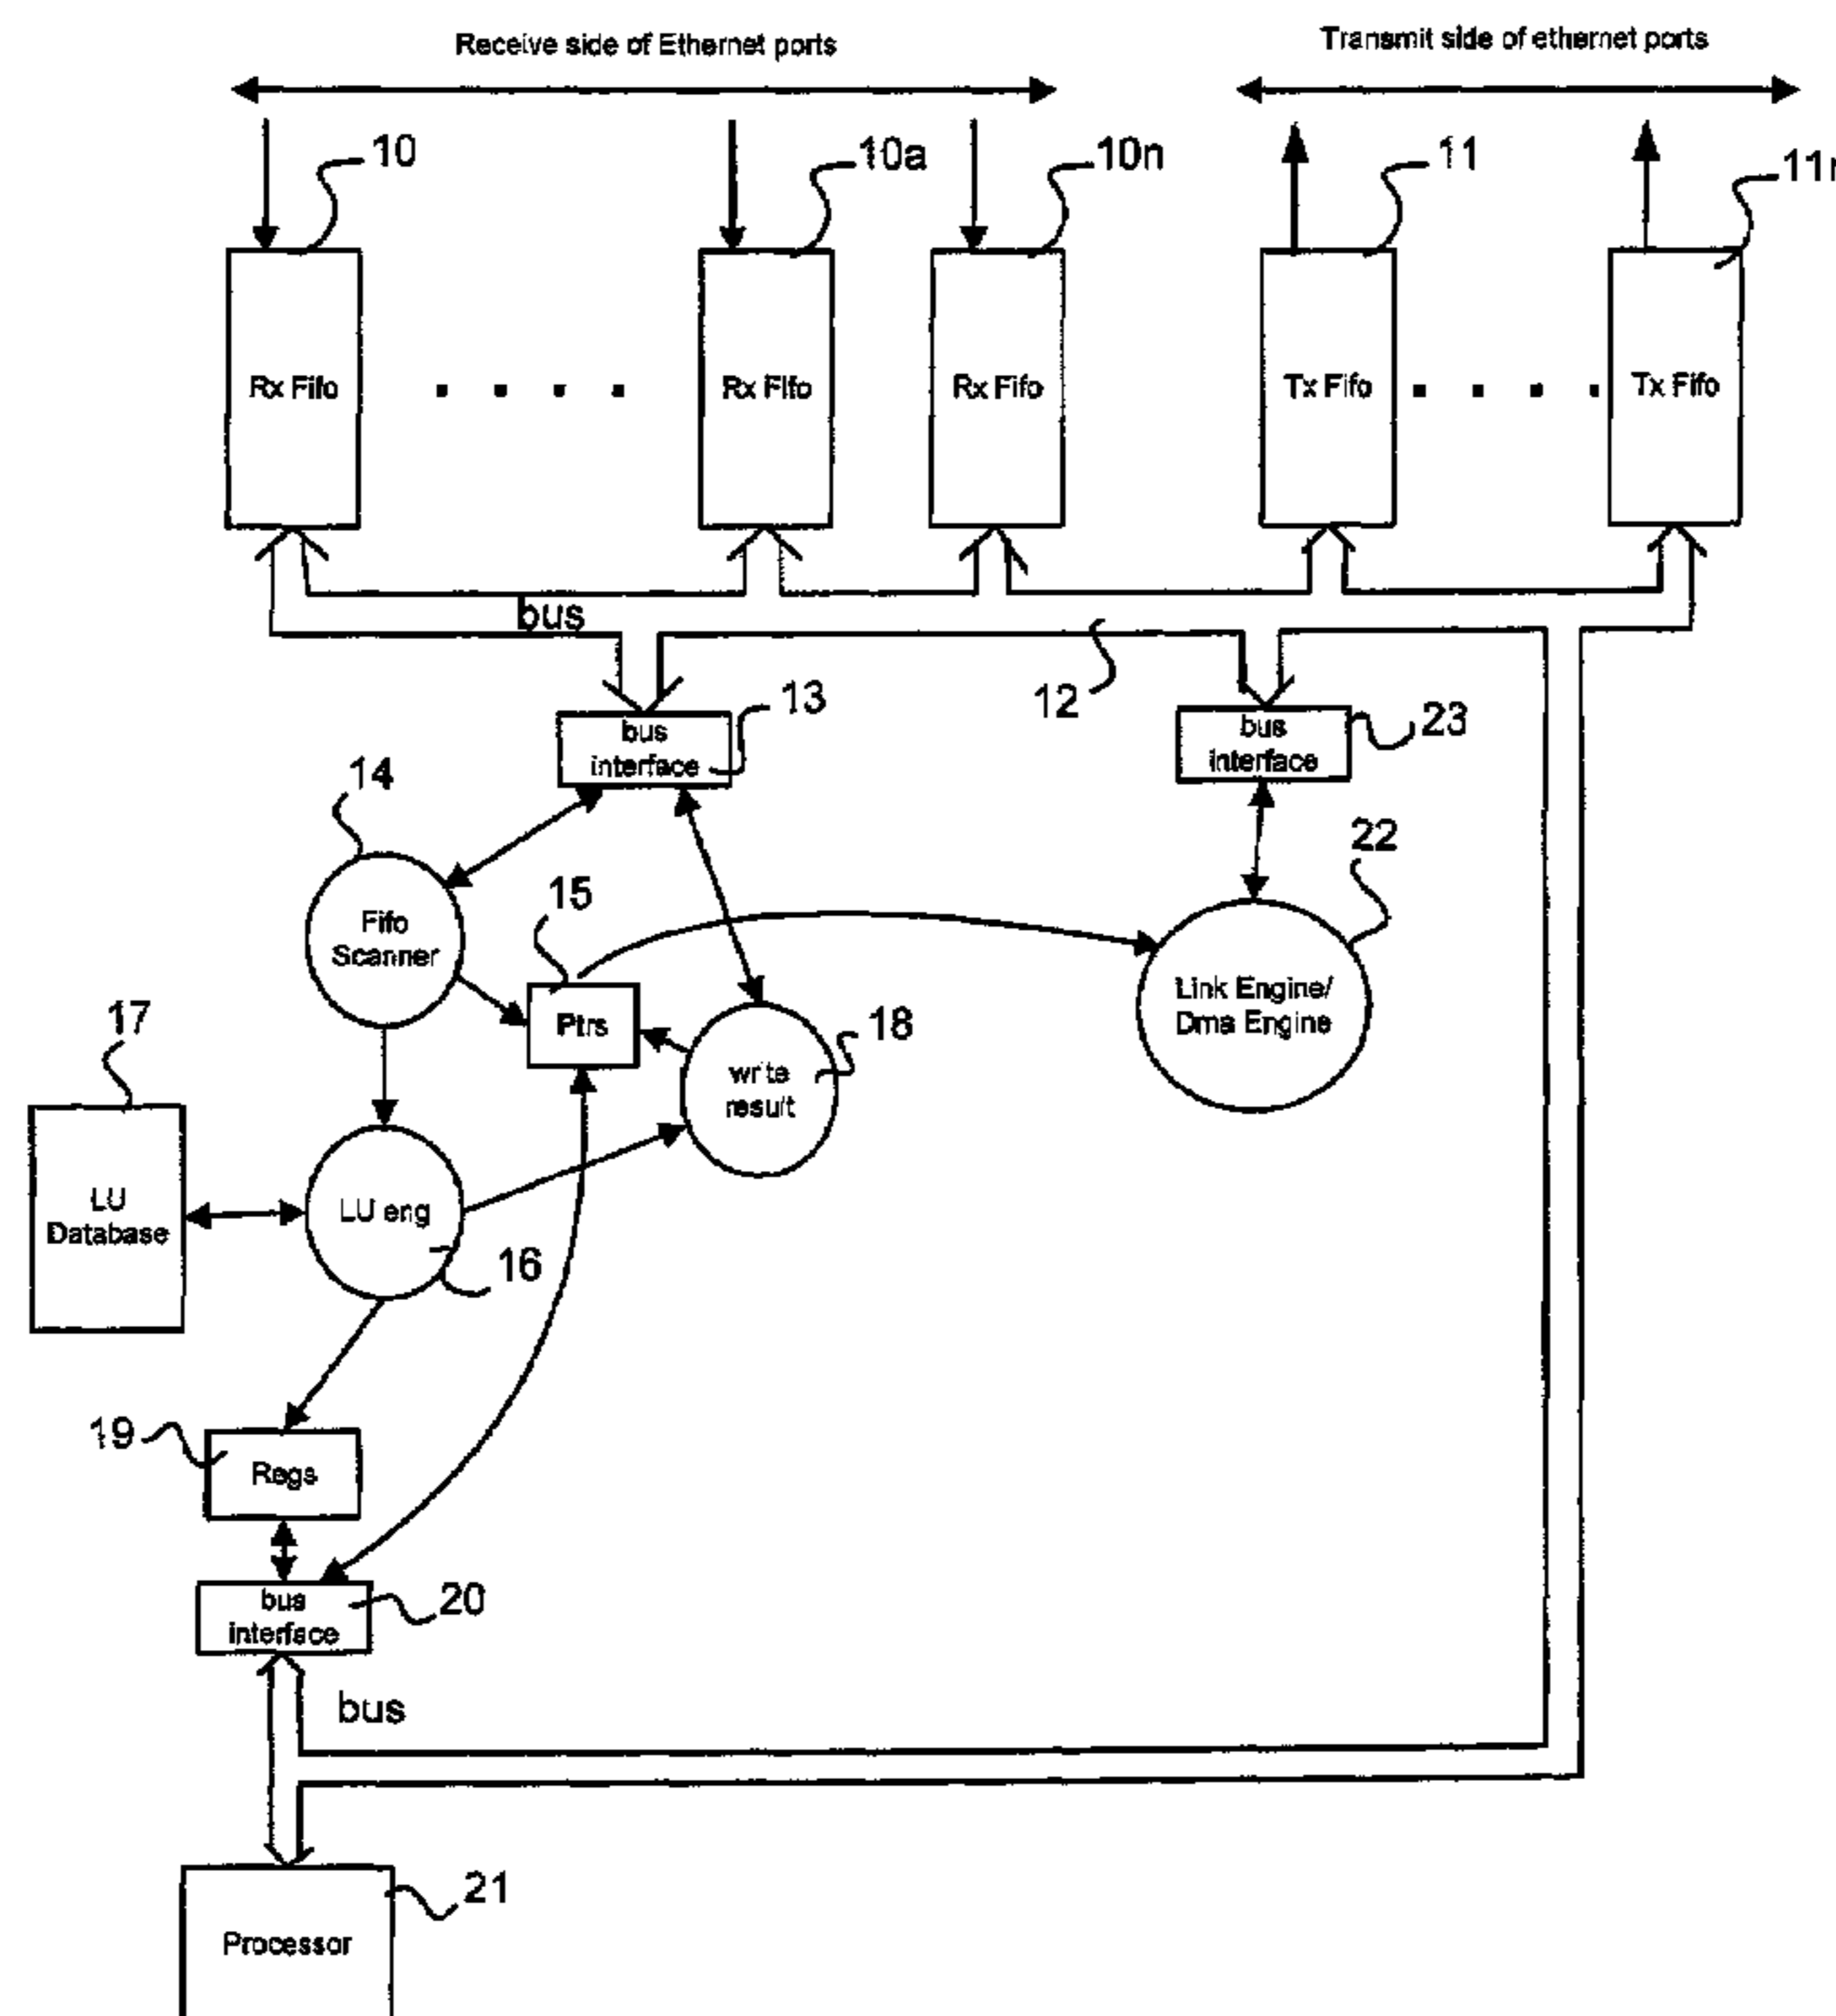 Receive side of Ethernet ports
Transmit side of ethernet ports
10
10a
10n
11
Rx Fifo
Rx Fifo
Rx Fifo
Tx Fifo
Tx Fifo
bus
12
13
bus
interface
23
bus
interface
14
Fifo
Scanner
15
Ptrs
22
Link Engine/
Dma Engine
17
LU
Database
18
write
result
LU eng
16
19
Regs
bus
interface
20
bus
21
Processor